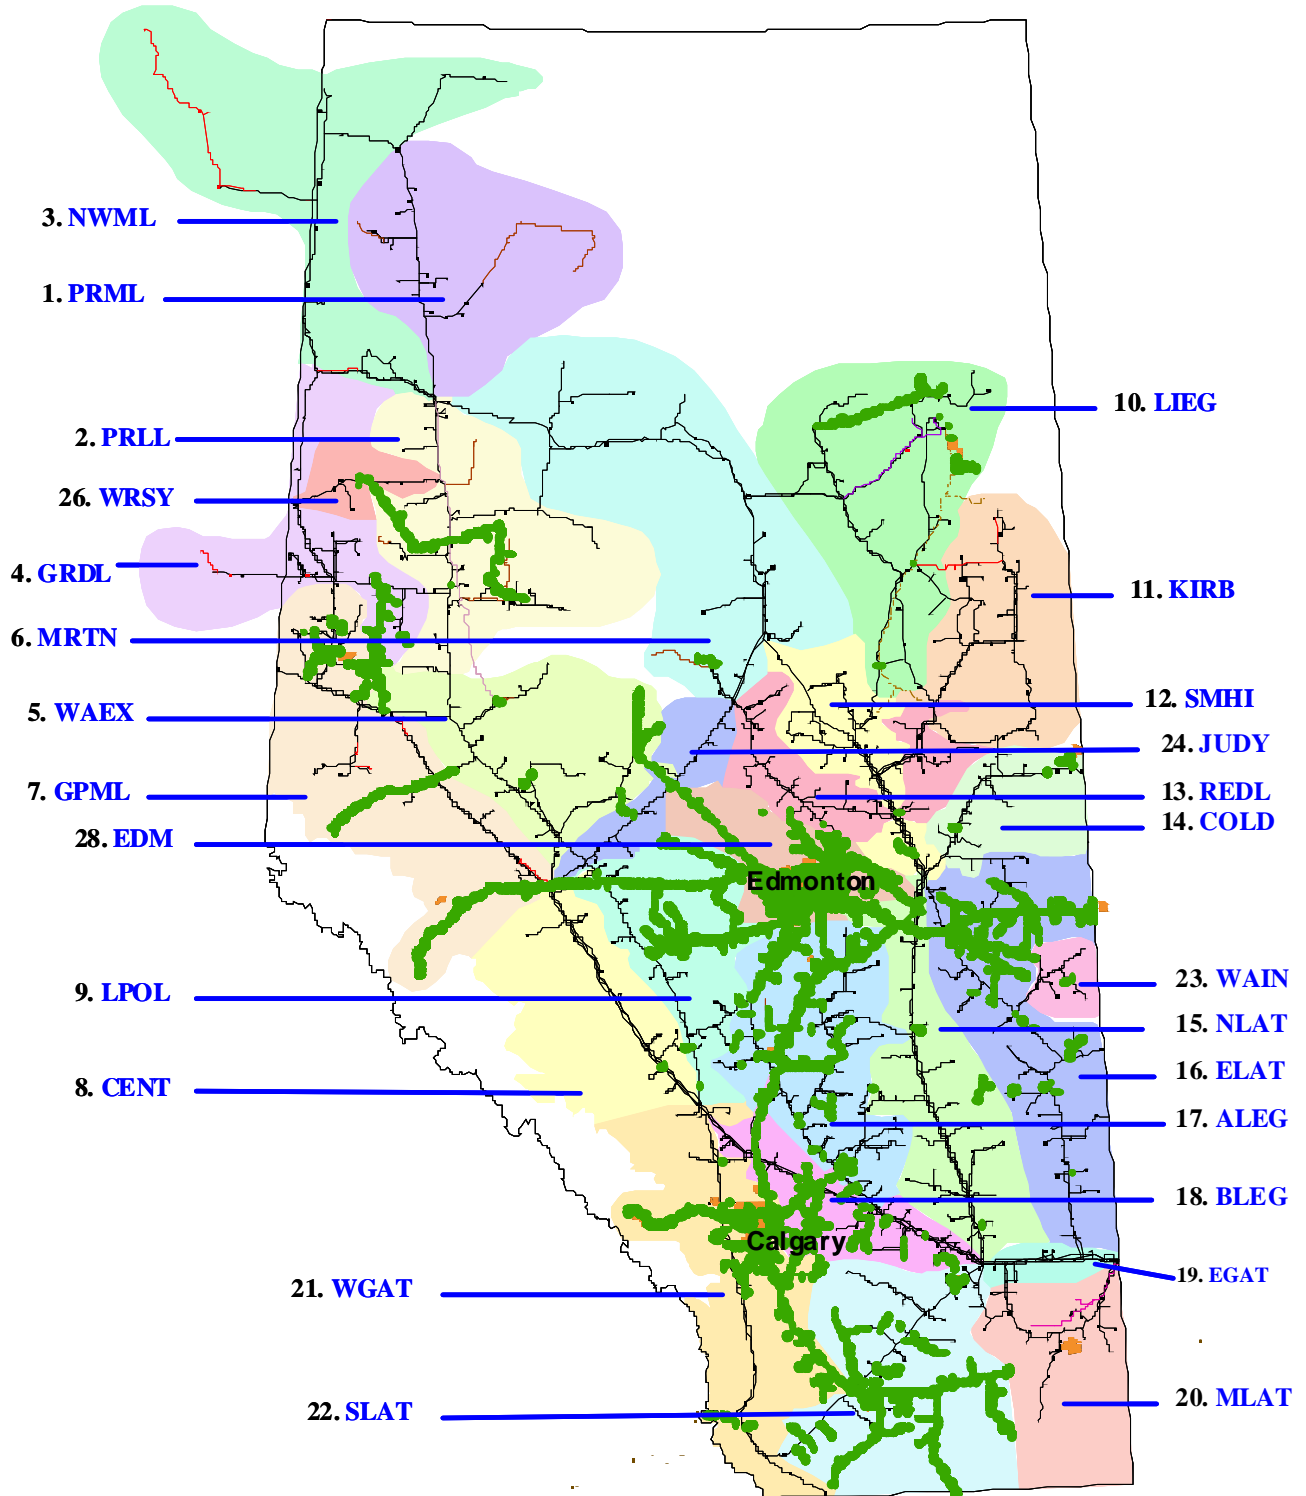 3. NWML
1. PRML
10. LIEG
2. PRLL
26. WRSY
4. GRDL
11. KIRB
6. MRTN
12. SMHI
5. WAEX
24. JUDY
7. GPML
13. REDL
14. COLD
28. EDM
Edmonton
23. WAIN
9. LPOL
15. NLAT
16. ELAT
8. CENT
17. ALEG
18. BLEG
Calgary
19. EGAT
21. WGAT
20. MLAT
22. SLAT